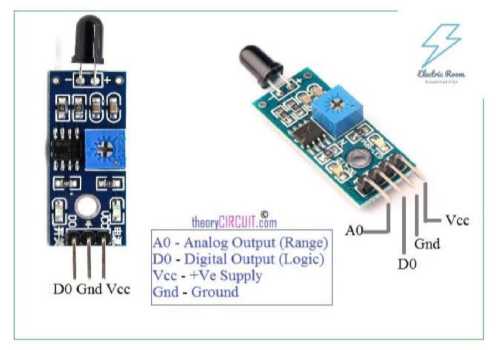 Electric Room
- +
D0 Gnd Vcc
theoryCIRCUIT.com
A0 - Analog Output (Range)
D0 - Digital Output (Logic)
Vcc - +Ve Supply
Gnd - Ground
A0
D0
Gnd
Vcc